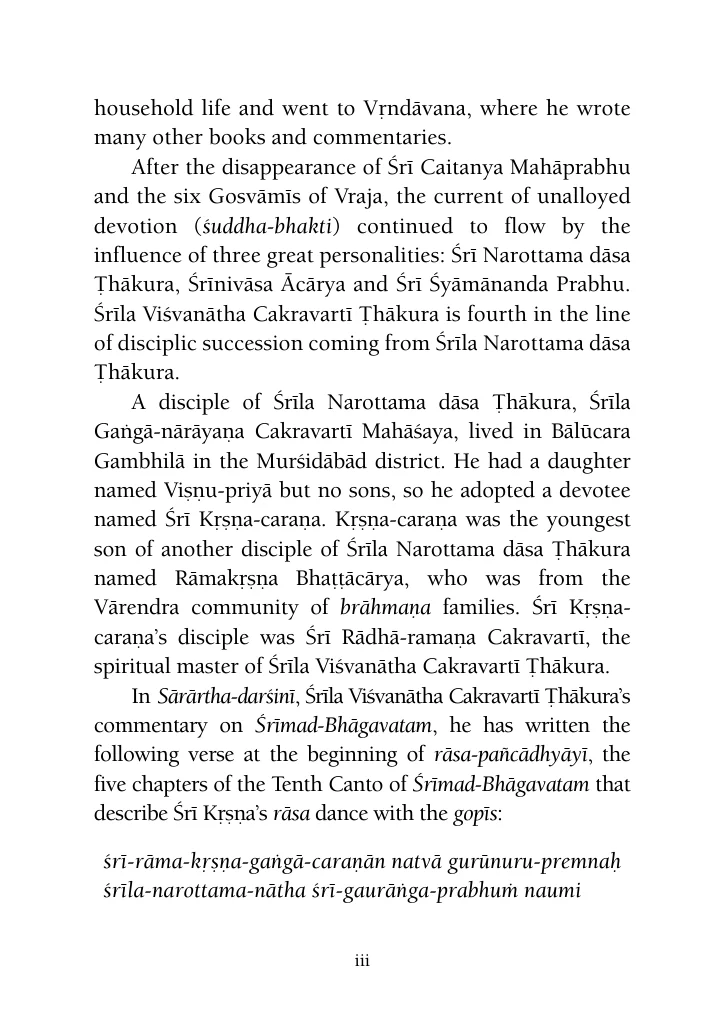 household life and went to Vṛndāvana, where he wrote
many other books and commentaries.
After the disappearance of Śrī Caitanya Mahāprabhu
and the six Gosvāmīs of Vraja, the current of unalloyed
devotion (śuddha-bhakti) continued to flow by the
influence of three great personalities: Śrī Narottama dāsa
Ṭhākura, Śrīnivāsa Ācārya and Śrī Śyāmānanda Prabhu.
Śrīla Viśvanātha Cakravartī Ṭhākura is fourth in the line
of disciplic succession coming from Śrīla Narottama dāsa
Ṭhākura.
A disciple of Śrīla Narottama dāsa Ṭhākura, Śrīla
Gaṅgā-nārāyaṇa Cakravartī Mahāśaya, lived in Bālūcara
Gambhilā in the Murśidābād district. He had a daughter
named Viṣṇu-priyā but no sons, so he adopted a devotee
named Śrī Kṛṣṇa-caraṇa. Kṛṣṇa-caraṇa was the youngest
son of another disciple of Śrīla Narottama dāsa Ṭhākura
named Rāmakṛṣṇa Bhaṭṭācārya, who was from the
Vārendra community of brāhmaṇa families. Śrī Kṛṣṇa-
caraṇa’s disciple was Śrī Rādhā-ramaṇa Cakravartī, the
spiritual master of Śrīla Viśvanātha Cakravartī Ṭhākura.
In Sārārtha-darśinī, Śrīla Viśvanātha Cakravartī Ṭhākura’s
commentary on Śrīmad-Bhāgavatam, he has written the
following verse at the beginning of rāsa-pañcādhyāyī, the
five chapters of the Tenth Canto of Śrīmad-Bhāgavatam that
describe Śrī Kṛṣṇa’s rāsa dance with the gopīs:
śrī-rāma-kṛṣṇa-gaṅgā-caraṇān natvā gurūnuru-premnaḥ
śrīla-narottama-nātha śrī-gaurāṅga-prabhuṁ naumi
iii